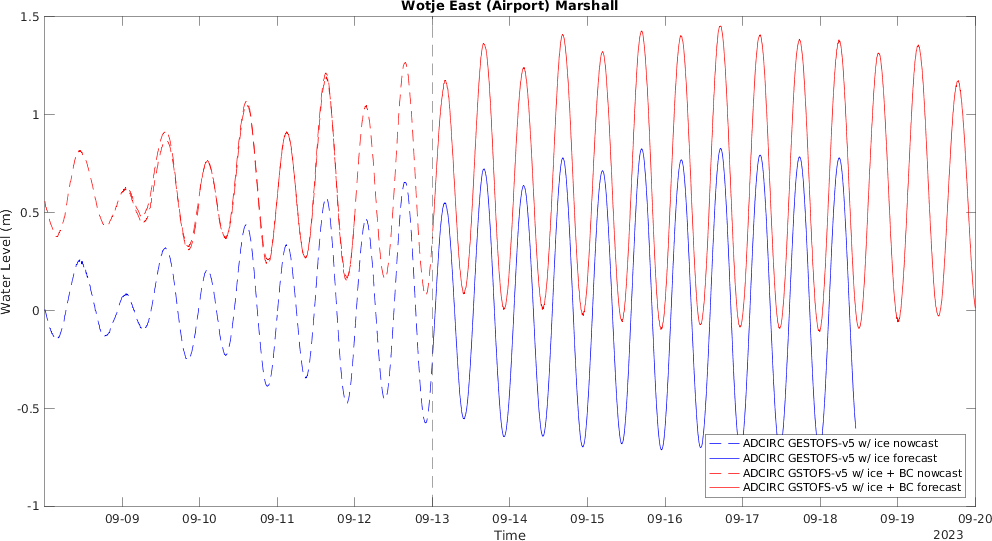 Wotje East (Airport) Marshall
1.5
1
0.5
0
-0.5
-1
Water Level (m)
ADCIRC GESTOFS-v5 w/ ice nowcast
ADCIRC GESTOFS-v5 w/ ice forecast
ADCIRC GSTOFS-v5 w/ ice + BC nowcast
ADCIRC GSTOFS-v5 w/ ice + BC forecast
09-09 09-10 09-11 09-12 09-13 09-14 09-15 09-16 09-17 09-18 09-19 09-20
Time
2023